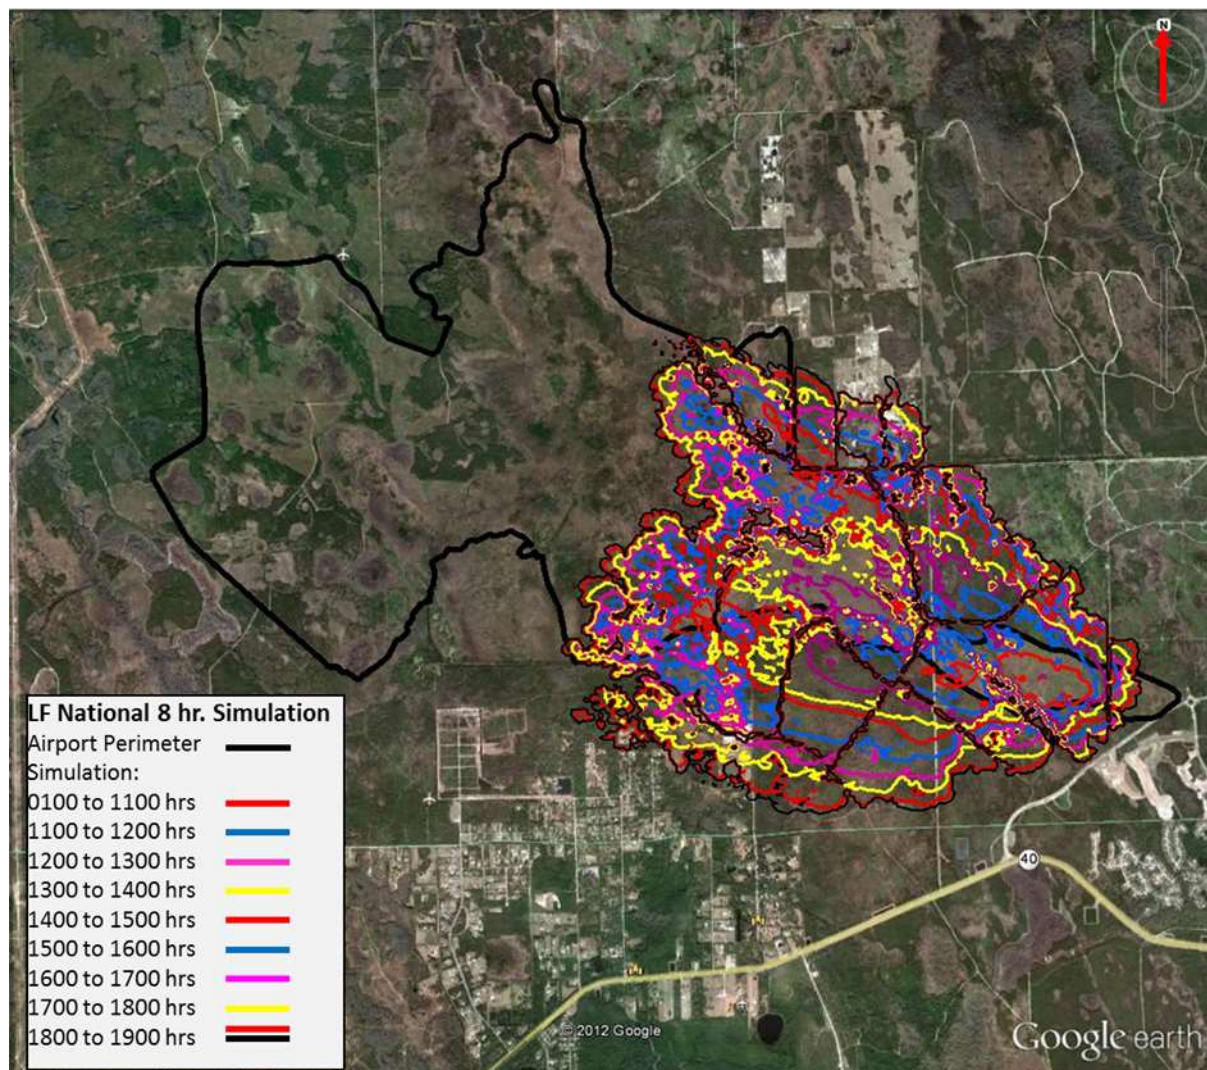 N
LF National 8 hr. Simulation
Airport Perimeter
Simulation:
0100 to 1100 hrs
1100 to 1200 hrs
1200 to 1300 hrs
1300 to 1400 hrs
1400 to 1500 hrs
1500 to 1600 hrs
1600 to 1700 hrs
1700 to 1800 hrs
1800 to 1900 hrs
40
© 2012 Google
Google earth